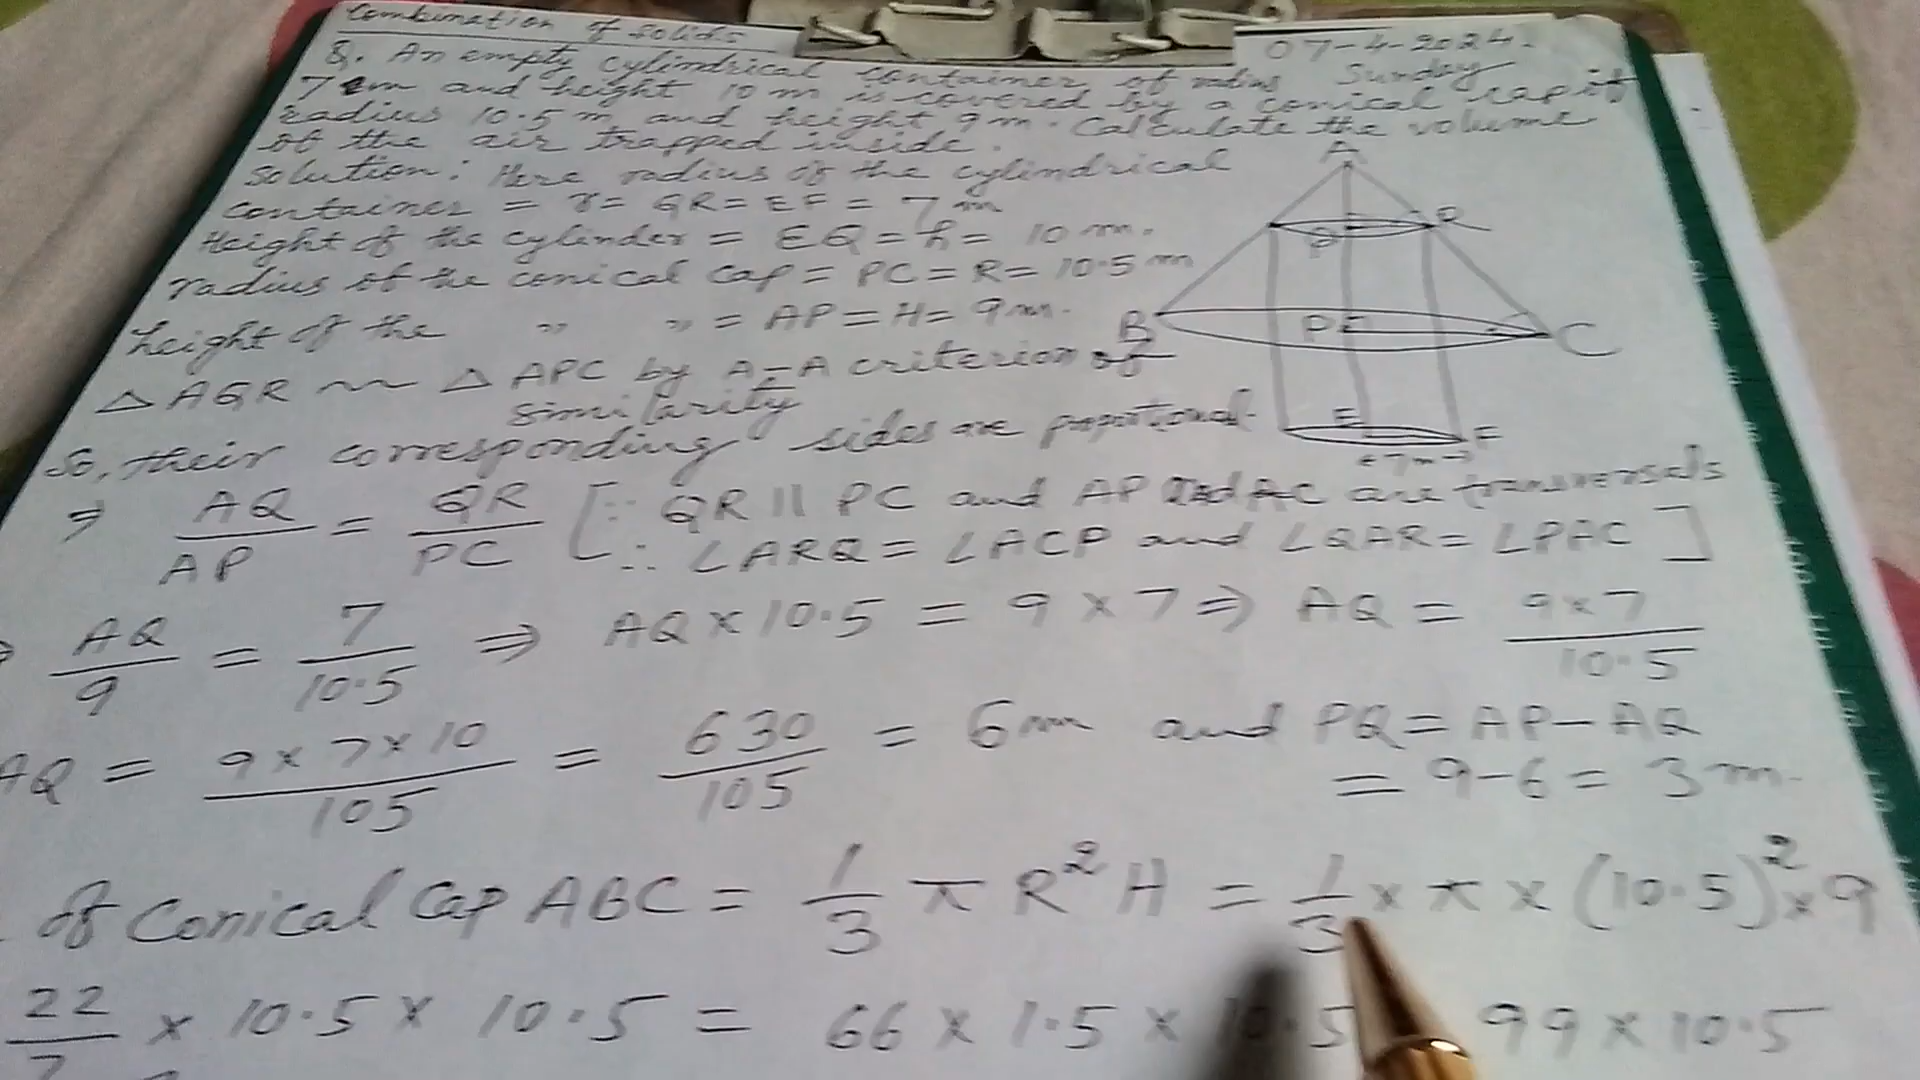 Combination of solids
07-4-2024.
Sunday
Q. An empty cylindrical container of radius
7 m and height 10 m is covered by a conical cap of
radius 10.5 m and height 9 m. Calculate the volume
of the air trapped inside.
Solution: Here radius of the cylindrical
container = r = QR = EF = 7 m
Height of the cylinder = EQ = h = 10 m.
radius of the conical cap = PC = R = 10.5 m
height of the " " = AP = H = 9 m.
△ AQR ~ △ APC by A-A criterion of
similarity
So, their corresponding sides are proportional.
⇒ AQ/AP = QR/PC [∵ QR || PC and AP and AC are transversals
∴ ∠ARQ = ∠ACP and ∠QAR = ∠PAC ]
AQ/9 = 7/10.5 ⇒ AQ × 10.5 = 9 × 7 ⇒ AQ = 9×7/10.5
AQ = 9×7×10/105 = 630/105 = 6 m and PQ = AP - AQ
= 9-6 = 3 m.
of Conical Cap ABC = 1/3 π R² H = 1/3 × π × (10.5)² × 9
22/7 × 10.5 × 10.5 = 66 × 1.5 × 10.5 99 × 10.5
A
Q
R
B
P
C
E
F
7m